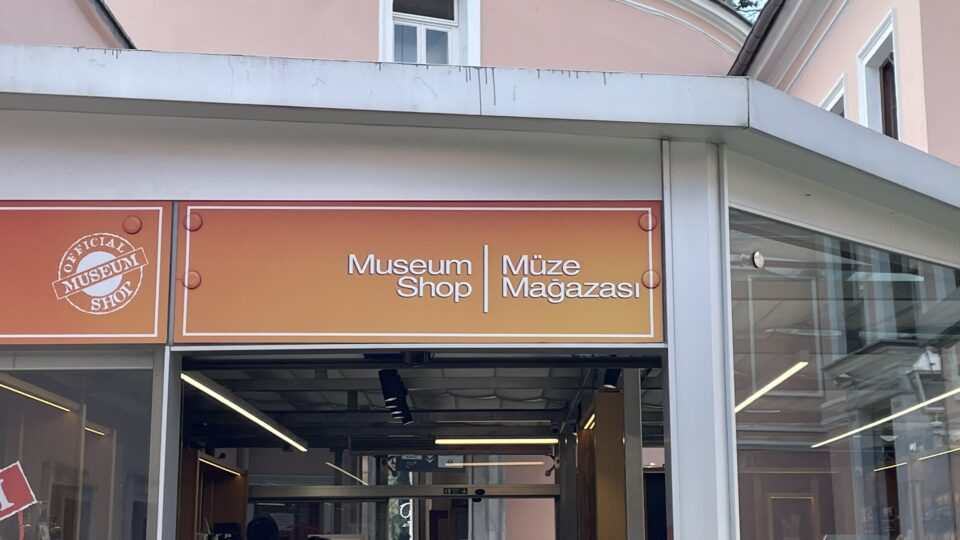 OFFICIAL
MUSEUM
SHOP
Museum
Shop
Müze
Mağazası